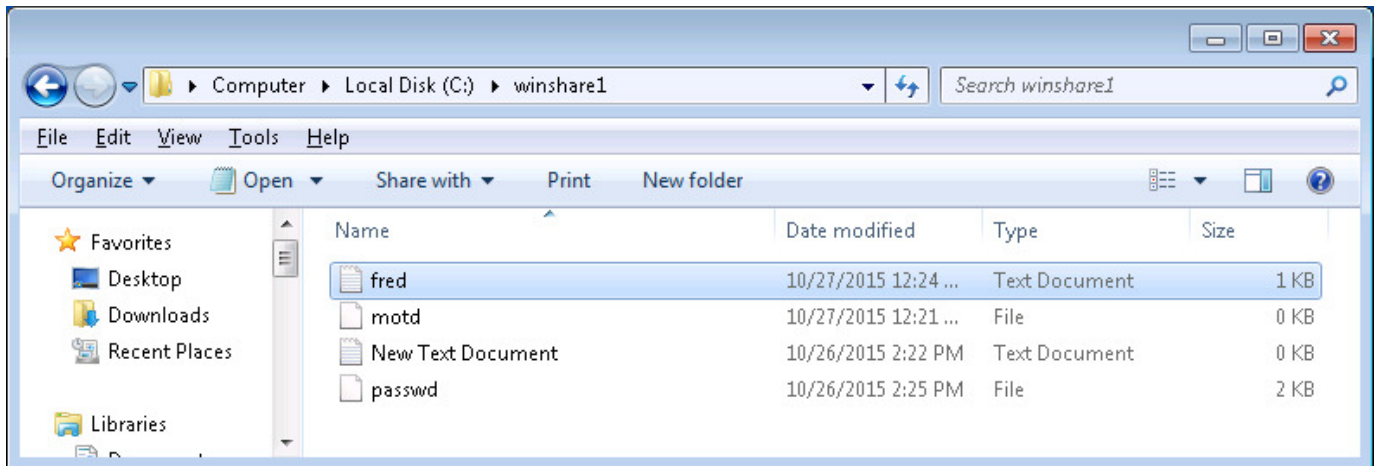 Computer Local Disk (C:) winshare1 Search winshare1
File Edit View Tools Help
Organize Open Share with Print New folder
Favorites
Desktop
Downloads
Recent Places
Libraries
Name Date modified Type Size
fred 10/27/2015 12:24 ... Text Document 1 KB
motd 10/27/2015 12:21 ... File 0 KB
New Text Document 10/26/2015 2:22 PM Text Document 0 KB
passwd 10/26/2015 2:25 PM File 2 KB